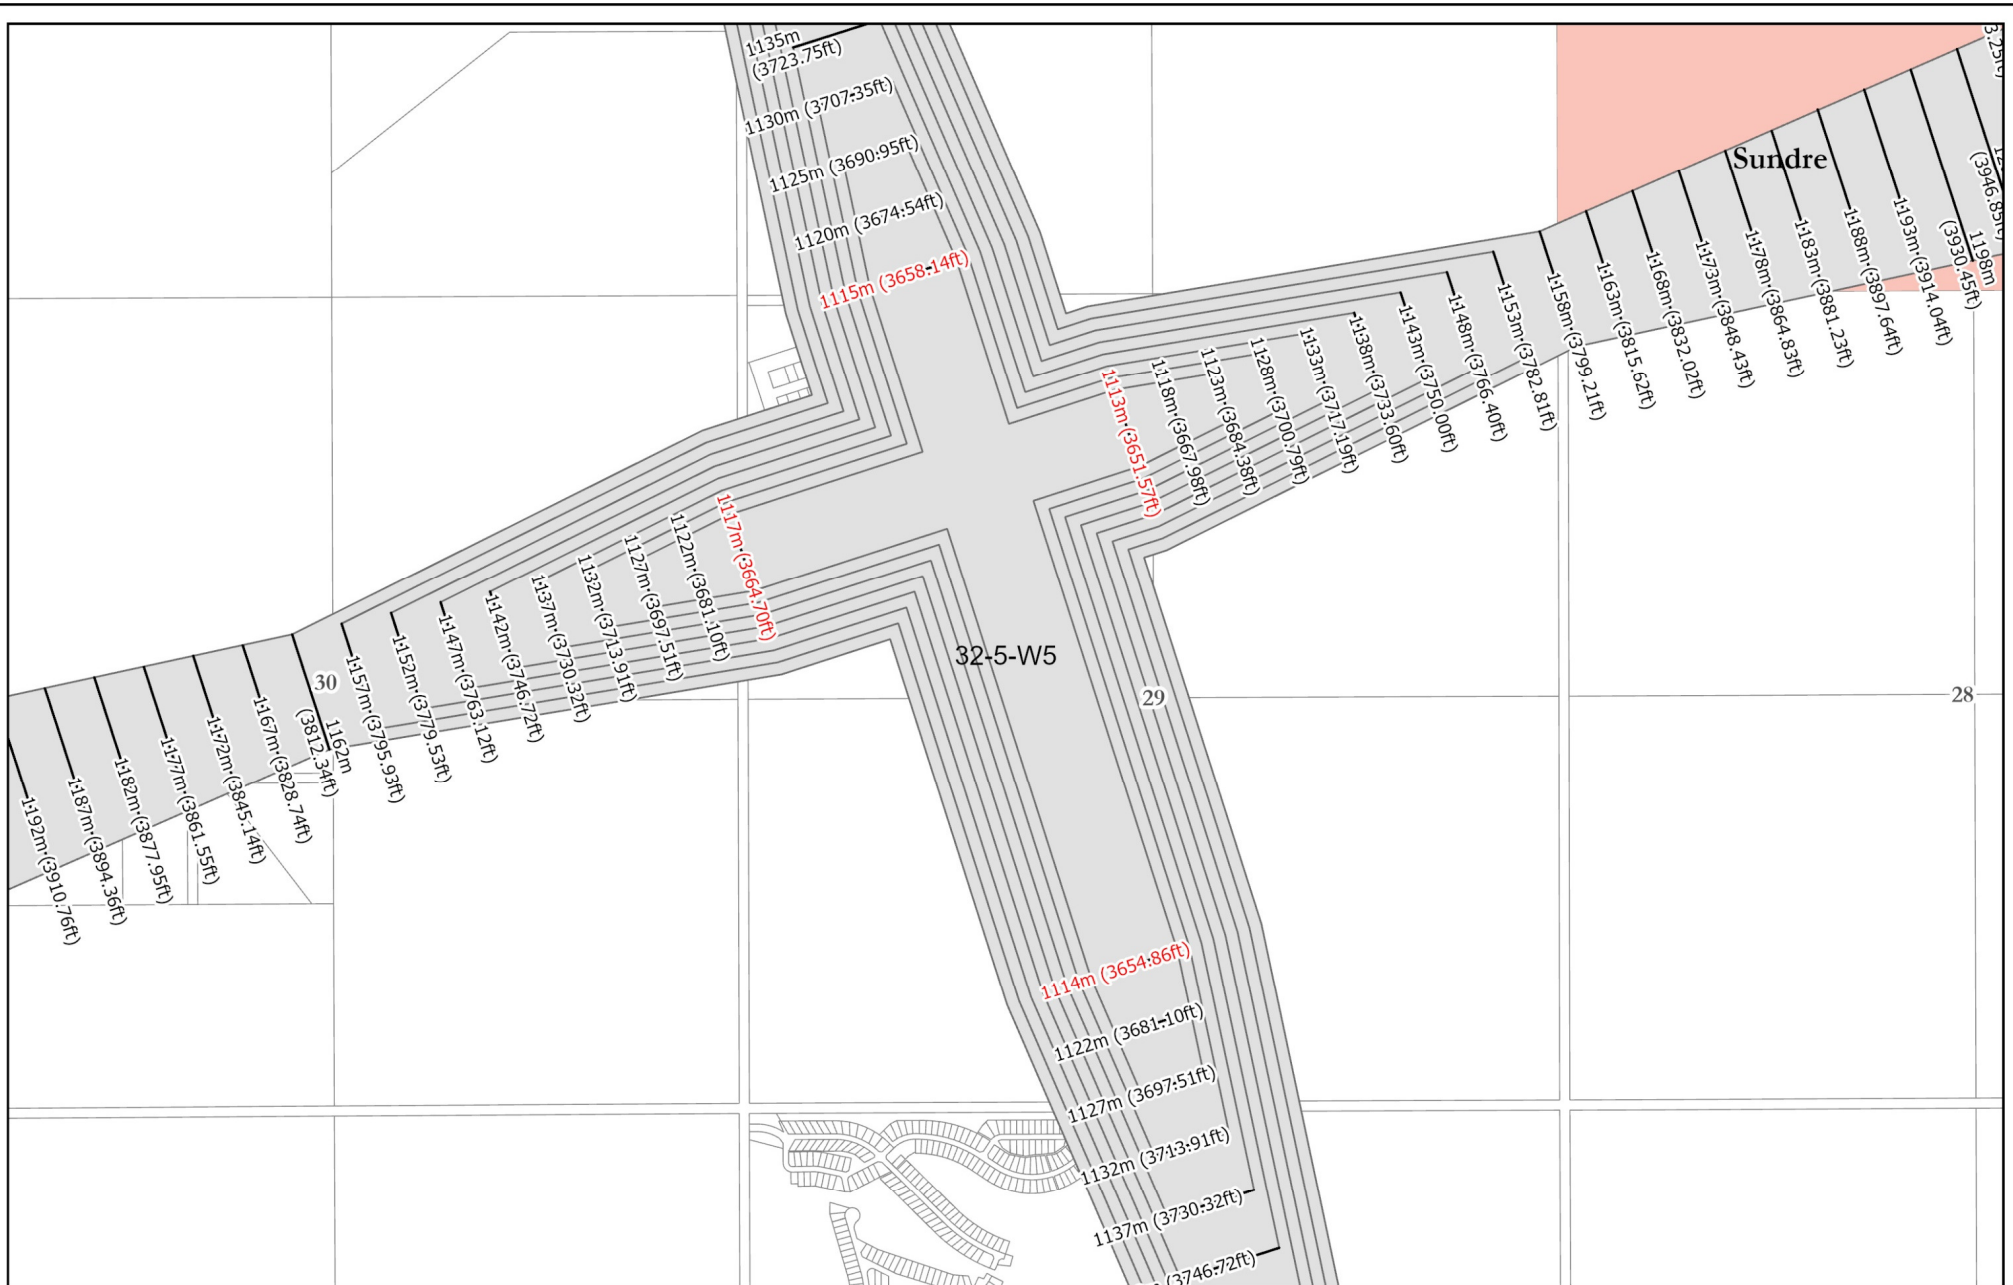 1135m
(3723.75ft)
1130m (3707.35ft)
1125m (3690.95ft)
1120m (3674.54ft)
1115m (3658.14ft)
Sundre
1113m (3651.57ft)
1118m (3667.98ft)
1123m (3684.38ft)
1128m (3700.79ft)
1133m (3717.19ft)
1138m (3733.60ft)
1143m (3750.00ft)
1148m (3766.40ft)
1153m (3782.81ft)
1158m (3799.21ft)
1163m (3815.62ft)
1168m (3832.02ft)
1173m (3848.43ft)
1178m (3864.83ft)
1183m (3881.23ft)
1188m (3897.64ft)
1193m (3914.04ft)
1198m
(3930.45ft)
(3946.85ft)
3.25ft)
1117m (3664.70ft)
1122m (3681.10ft)
1127m (3697.51ft)
1132m (3713.91ft)
1137m (3730.32ft)
1142m (3746.72ft)
1147m (3763.12ft)
1152m (3779.53ft)
1157m (3795.93ft)
1162m
(3812.34ft)
1167m (3828.74ft)
1172m (3845.14ft)
1177m (3861.55ft)
1182m (3877.95ft)
1187m (3894.36ft)
1192m (3910.76ft)
30
32-5-W5
29
28
1114m (3654.86ft)
1122m (3681.10ft)
1127m (3697.51ft)
1132m (3713.91ft)
1137m (3730.32ft)
(3746.72ft)